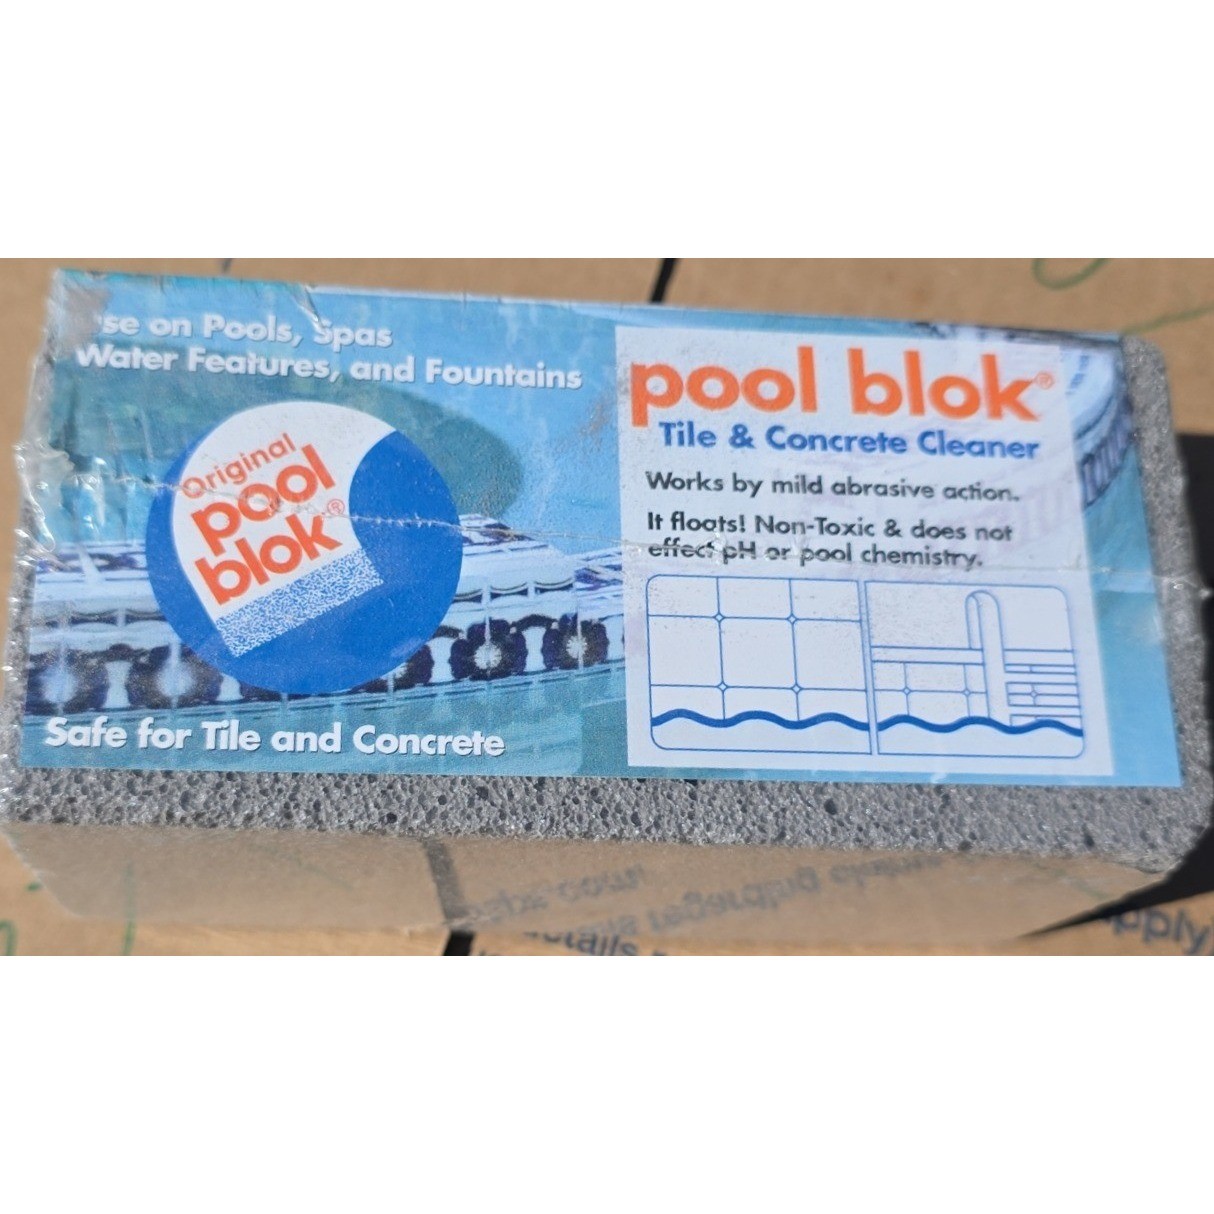 se on Pools, Spas
Water Features, and Fountains
Original
pool
blok®
Safe for Tile and Concrete
pool blok®
Tile & Concrete Cleaner
Works by mild abrasive action.
It floats! Non-Toxic & does not
effect pH or pool chemistry.